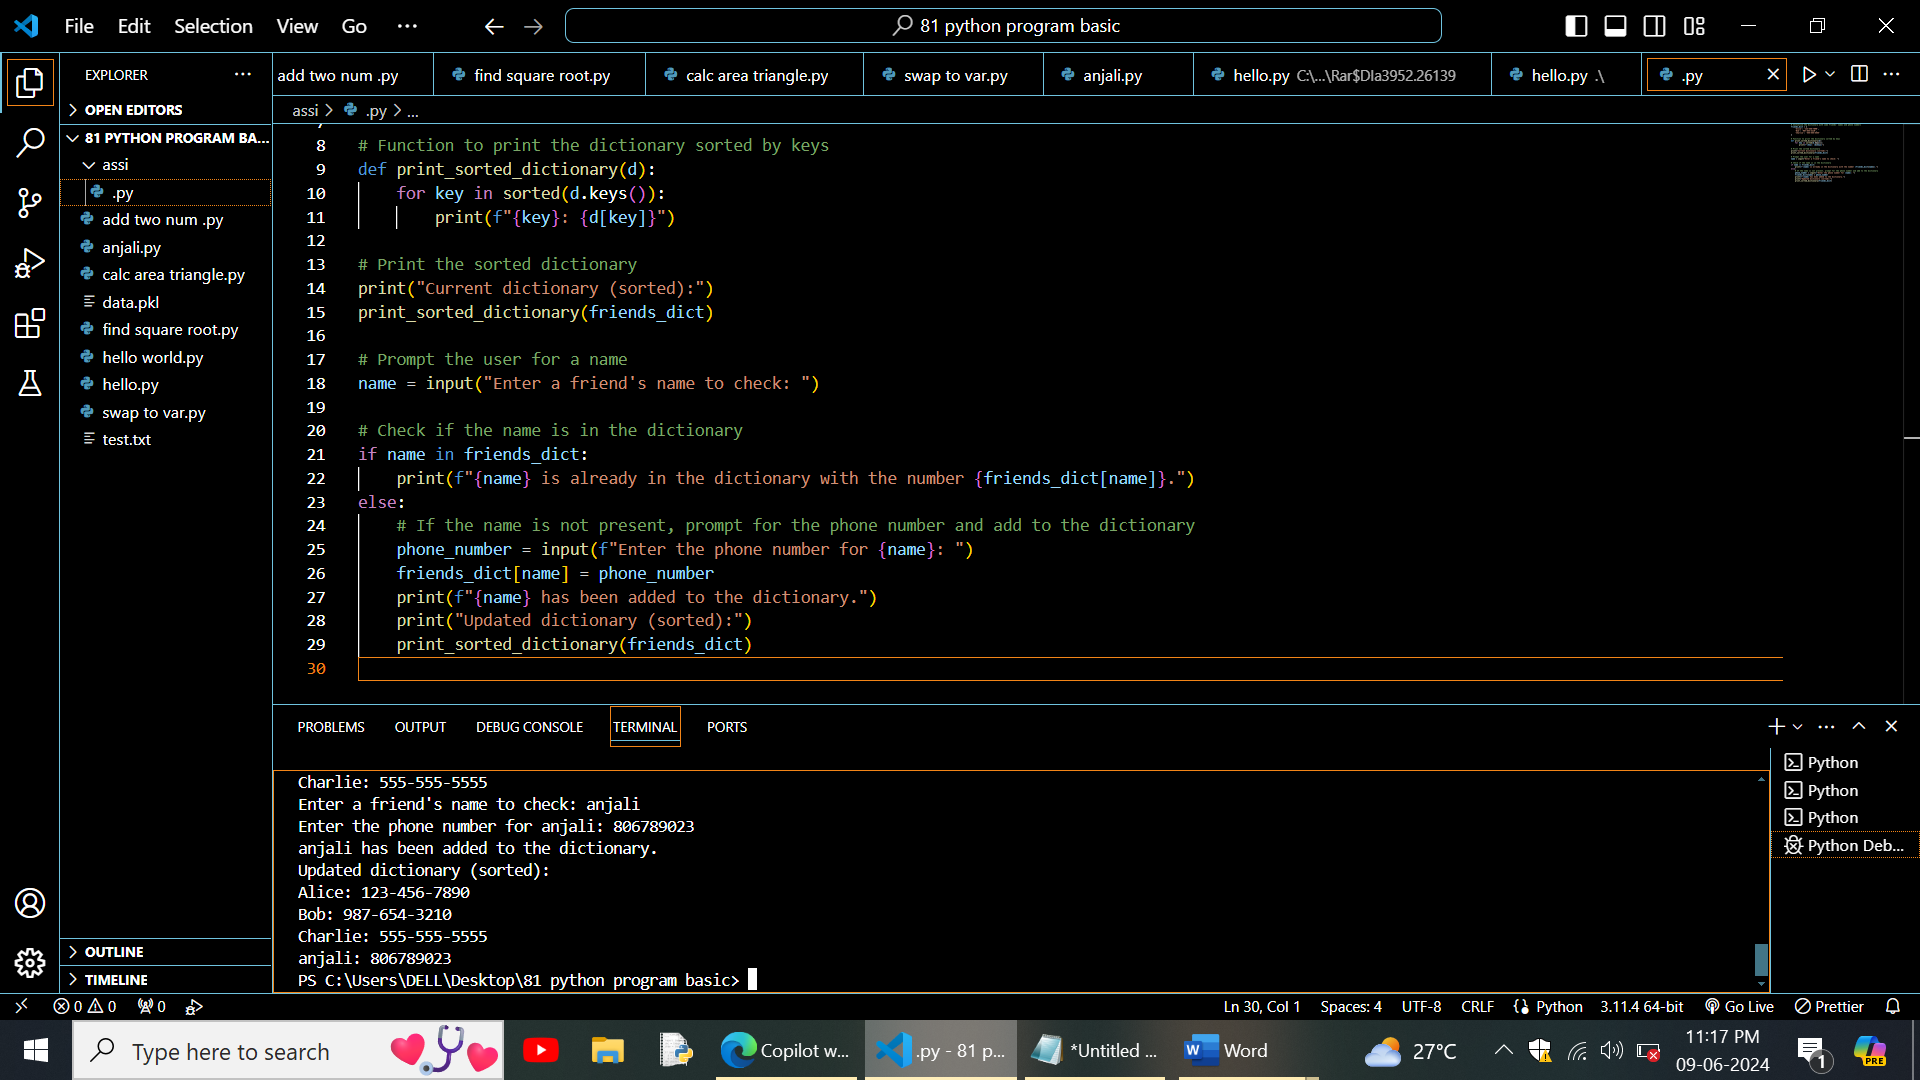 File Edit Selection View Go ··· 81 python program basic
EXPLORER ···
OPEN EDITORS
81 PYTHON PROGRAM BA...
assi
.py
add two num .py
anjali.py
calc area triangle.py
data.pkl
find square root.py
hello world.py
hello.py
swap to var.py
test.txt
OUTLINE
TIMELINE
add two num .py find square root.py calc area triangle.py swap to var.py anjali.py hello.py C:\...\Rar$DIa3952.26139 hello.py .\ .py
assi > .py > ...
8 # Function to print the dictionary sorted by keys
9 def print_sorted_dictionary(d):
10 for key in sorted(d.keys()):
11 print(f"{key}: {d[key]}")
12
13 # Print the sorted dictionary
14 print("Current dictionary (sorted):")
15 print_sorted_dictionary(friends_dict)
16
17 # Prompt the user for a name
18 name = input("Enter a friend's name to check: ")
19
20 # Check if the name is in the dictionary
21 if name in friends_dict:
22 print(f"{name} is already in the dictionary with the number {friends_dict[name]}.")
23 else:
24 # If the name is not present, prompt for the phone number and add to the dictionary
25 phone_number = input(f"Enter the phone number for {name}: ")
26 friends_dict[name] = phone_number
27 print(f"{name} has been added to the dictionary.")
28 print("Updated dictionary (sorted):")
29 print_sorted_dictionary(friends_dict)
30
PROBLEMS OUTPUT DEBUG CONSOLE TERMINAL PORTS
Charlie: 555-555-5555
Enter a friend's name to check: anjali
Enter the phone number for anjali: 806789023
anjali has been added to the dictionary.
Updated dictionary (sorted):
Alice: 123-456-7890
Bob: 987-654-3210
Charlie: 555-555-5555
anjali: 806789023
PS C:\Users\DELL\Desktop\81 python program basic>
Python
Python
Python
Python Deb...
0 0 0 Ln 30, Col 1 Spaces: 4 UTF-8 CRLF Python 3.11.4 64-bit Go Live Prettier
Type here to search Copilot w... .py - 81 p... *Untitled ... Word 27°C 11:17 PM
09-06-2024
1
PRE